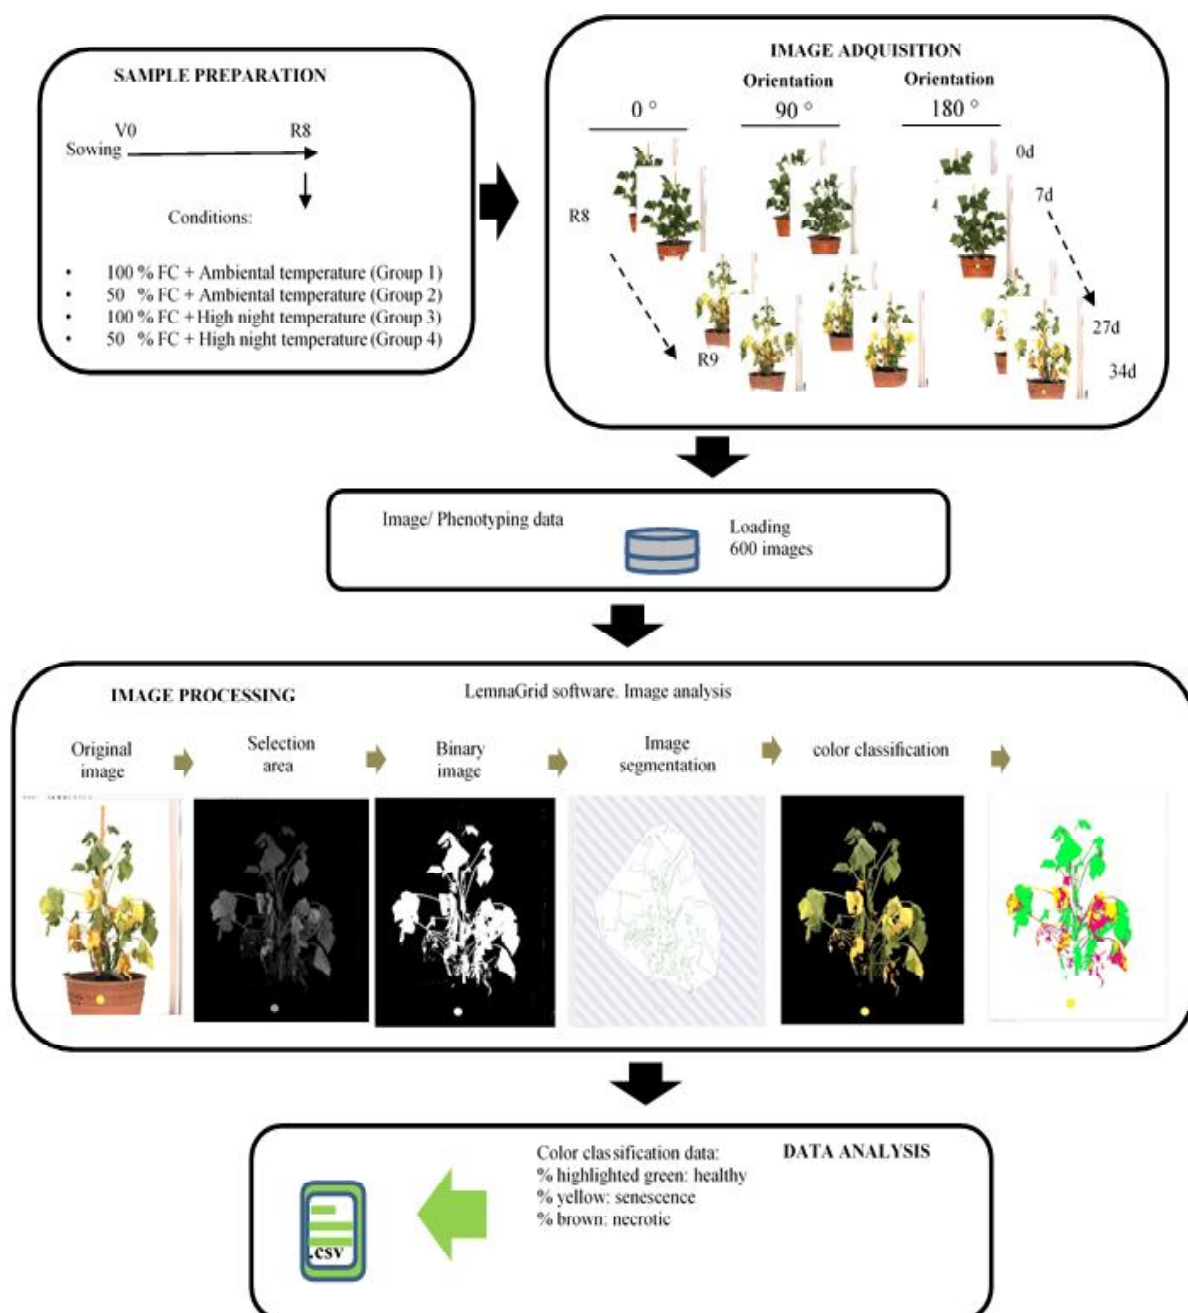 SAMPLE PREPARATION
V0
R8
Sowing
Conditions:
• 100 % FC + Ambiental temperature (Group 1)
• 50 % FC + Ambiental temperature (Group 2)
• 100 % FC +High night temperature (Group 3)
• 50 % FC + High night temperature (Group 4)
IMAGE ADQUISITION
Orientation
Orientation
0 °
90 °
180 °
0d
7d
R8
27d
R9
34d
Image/ Phenotyping data
Loading
600 images
IMAGE PROCESSING
LemnaGrid software. Image analysis
Original
image
Selection
area
Binary
image
Image
segmentation
color classification
DATA ANALYSIS
Color classification data:
% highlighted green: healthy
% yellow: senescence
% brown: necrotic
.csv